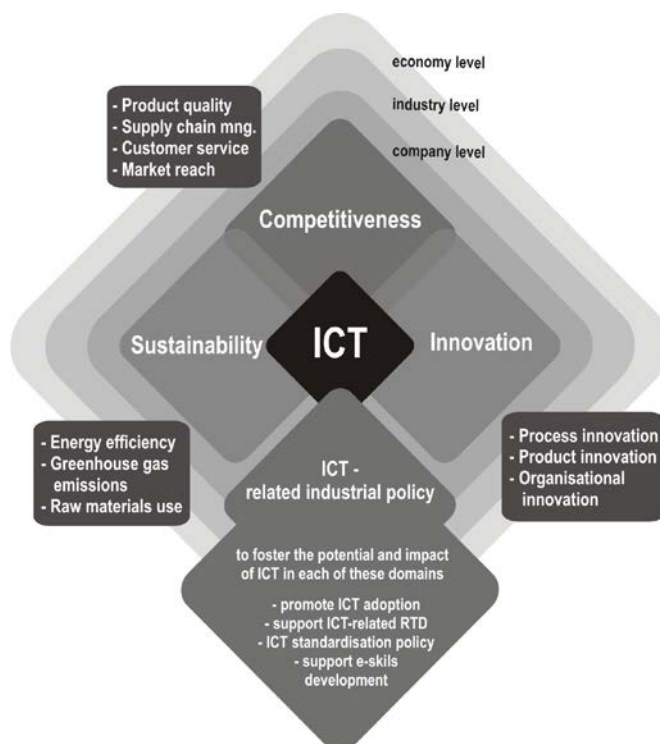 economy level
industry level
company level
- Product quality
- Supply chain mng.
- Customer service
- Market reach
Competitiveness
Sustainability
ICT
Innovation
- Energy efficiency
- Greenhouse gas
emissions
- Raw materials use
- Process innovation
- Product innovation
- Organisational
innovation
ICT -
related industrial policy
to foster the potential and impact
of ICT in each of these domains
- promote ICT adoption
- support ICT-related RTD
- ICT standardisation policy
- support e-skils
development